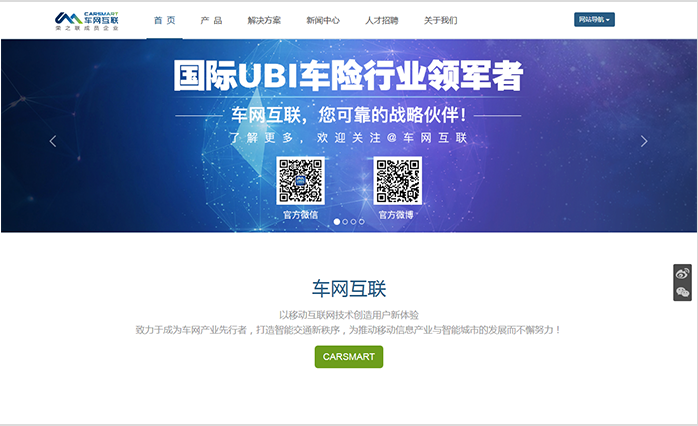 CARSMART
车网互联
荣之联成员企业
首 页
产 品
解决方案
新闻中心
人才招聘
关于我们
网站导航
国际UBI车险行业领军者
车网互联，您可靠的战略伙伴！
了解更多，欢迎关注@车网互联
官方微信
官方微博
车网互联
以移动互联网技术创造用户新体验
致力于成为车网产业先行者，打造智能交通新秩序，为推动移动信息产业与智能城市的发展而不懈努力！
CARSMART